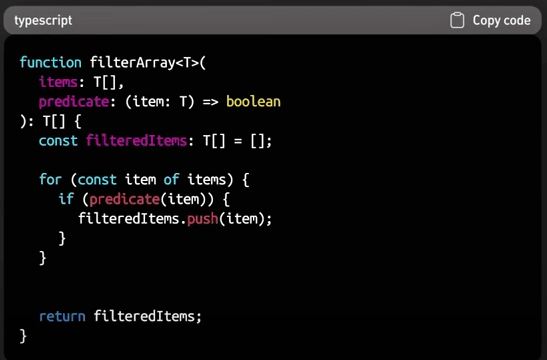 typescript
Copy code
function filterArray<T>(
items: T[],
predicate: (item: T) => boolean
): T[] {
const filteredItems: T[] = [];
for (const item of items) {
if (predicate(item)) {
filteredItems.push(item);
}
}
return filteredItems;
}